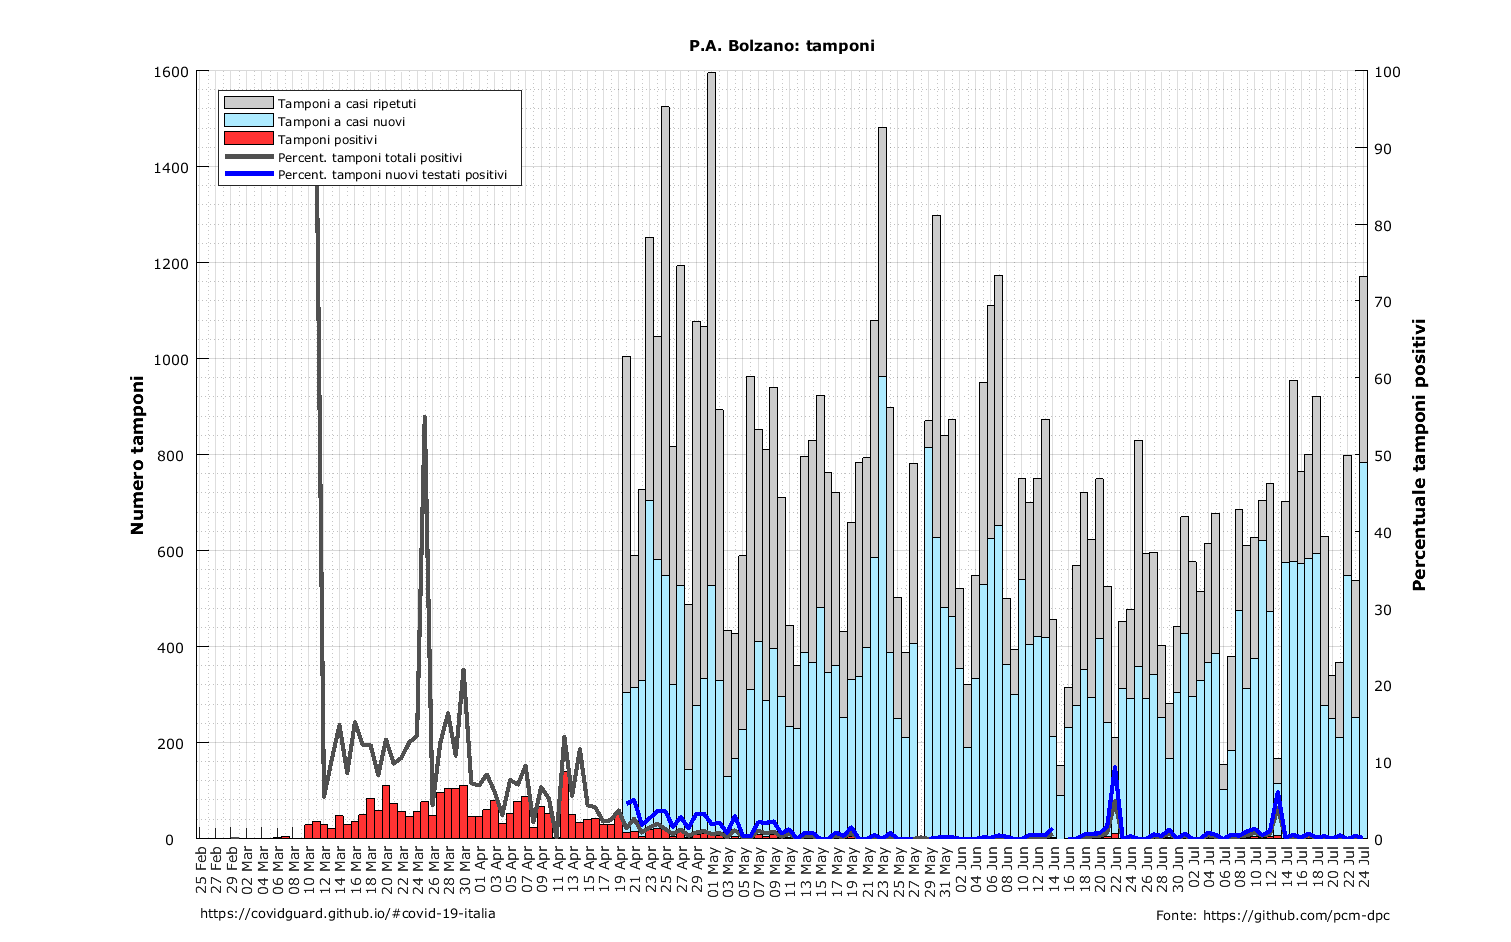 P.A. Bolzano: tamponi
Tamponi a casi ripetuti
Tamponi a casi nuovi
Tamponi positivi
Percent. tamponi totali positivi
Percent. tamponi nuovi testati positivi
Numero tamponi
1600
1400
1200
1000
800
600
400
200
0
Percentuale tamponi positivi
100
90
80
70
60
50
40
30
20
10
0
25 Feb
27 Feb
29 Feb
02 Mar
04 Mar
06 Mar
08 Mar
10 Mar
12 Mar
14 Mar
16 Mar
18 Mar
20 Mar
22 Mar
24 Mar
26 Mar
28 Mar
30 Mar
01 Apr
03 Apr
05 Apr
07 Apr
09 Apr
11 Apr
13 Apr
15 Apr
17 Apr
19 Apr
21 Apr
23 Apr
25 Apr
27 Apr
29 Apr
01 May
03 May
05 May
07 May
09 May
11 May
13 May
15 May
17 May
19 May
21 May
23 May
25 May
27 May
29 May
31 May
02 Jun
04 Jun
06 Jun
08 Jun
10 Jun
12 Jun
14 Jun
16 Jun
18 Jun
20 Jun
22 Jun
24 Jun
26 Jun
28 Jun
30 Jun
02 Jul
04 Jul
06 Jul
08 Jul
10 Jul
12 Jul
14 Jul
16 Jul
18 Jul
20 Jul
22 Jul
24 Jul
https://covidguard.github.io/#covid-19-italia
Fonte: https://github.com/pcm-dpc